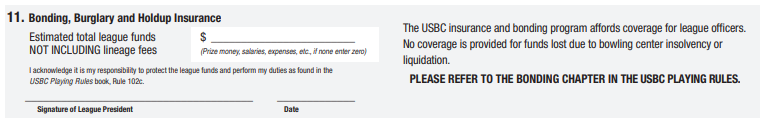 11. Bonding, Burglary and Holdup Insurance
Estimated total league funds
NOT INCLUDING lineage fees
$
(Prize money, salaries, expenses, etc., if none enter zero)
I acknowledge it is my responsibility to protect the league funds and perform my duties as found in the
USBC Playing Rules book, Rule 102c.
Signature of League President
Date
The USBC insurance and bonding program affords coverage for league officers.
No coverage is provided for funds lost due to bowling center insolvency or
liquidation.
PLEASE REFER TO THE BONDING CHAPTER IN THE USBC PLAYING RULES.